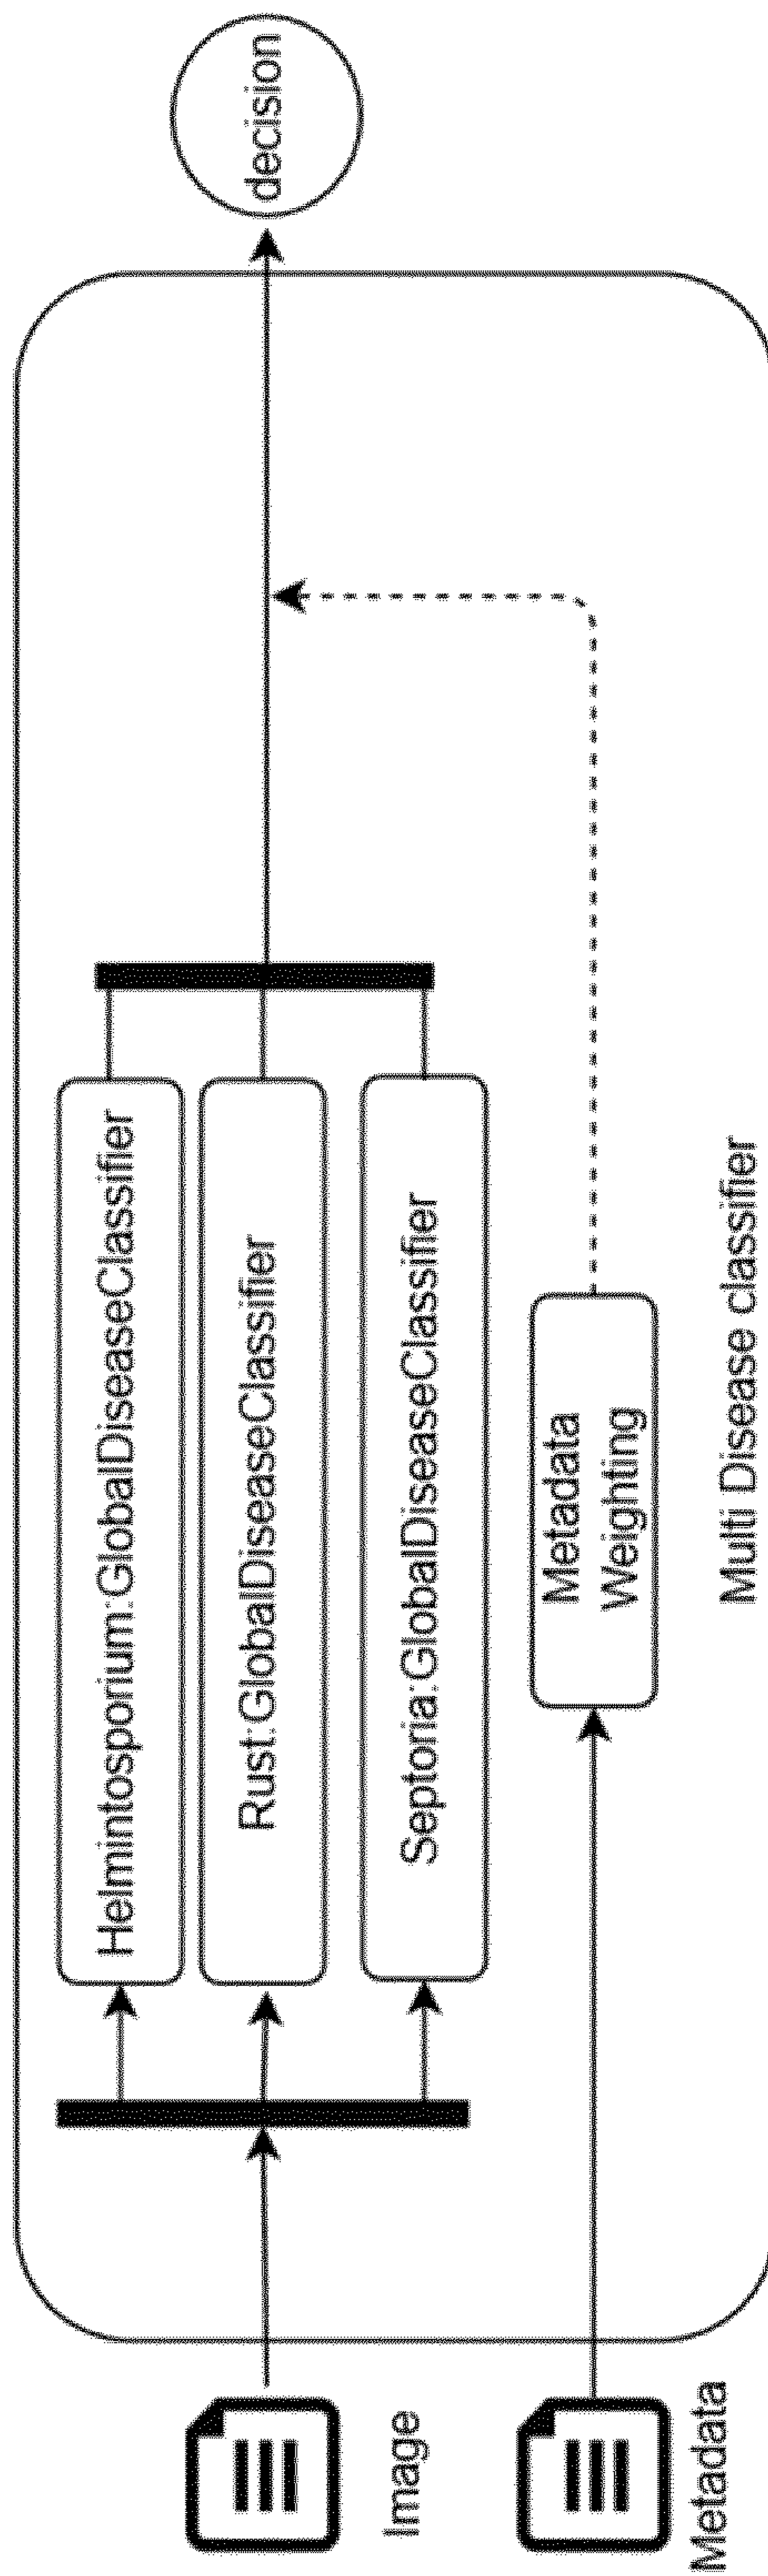 Image
Metadata
Helmintosporium:GlobalDiseaseClassifier
Rust:GlobalDiseaseClassifier
Septoria:GlobalDiseaseClassifier
Metadata
Weighting
Multi Disease classifier
decision